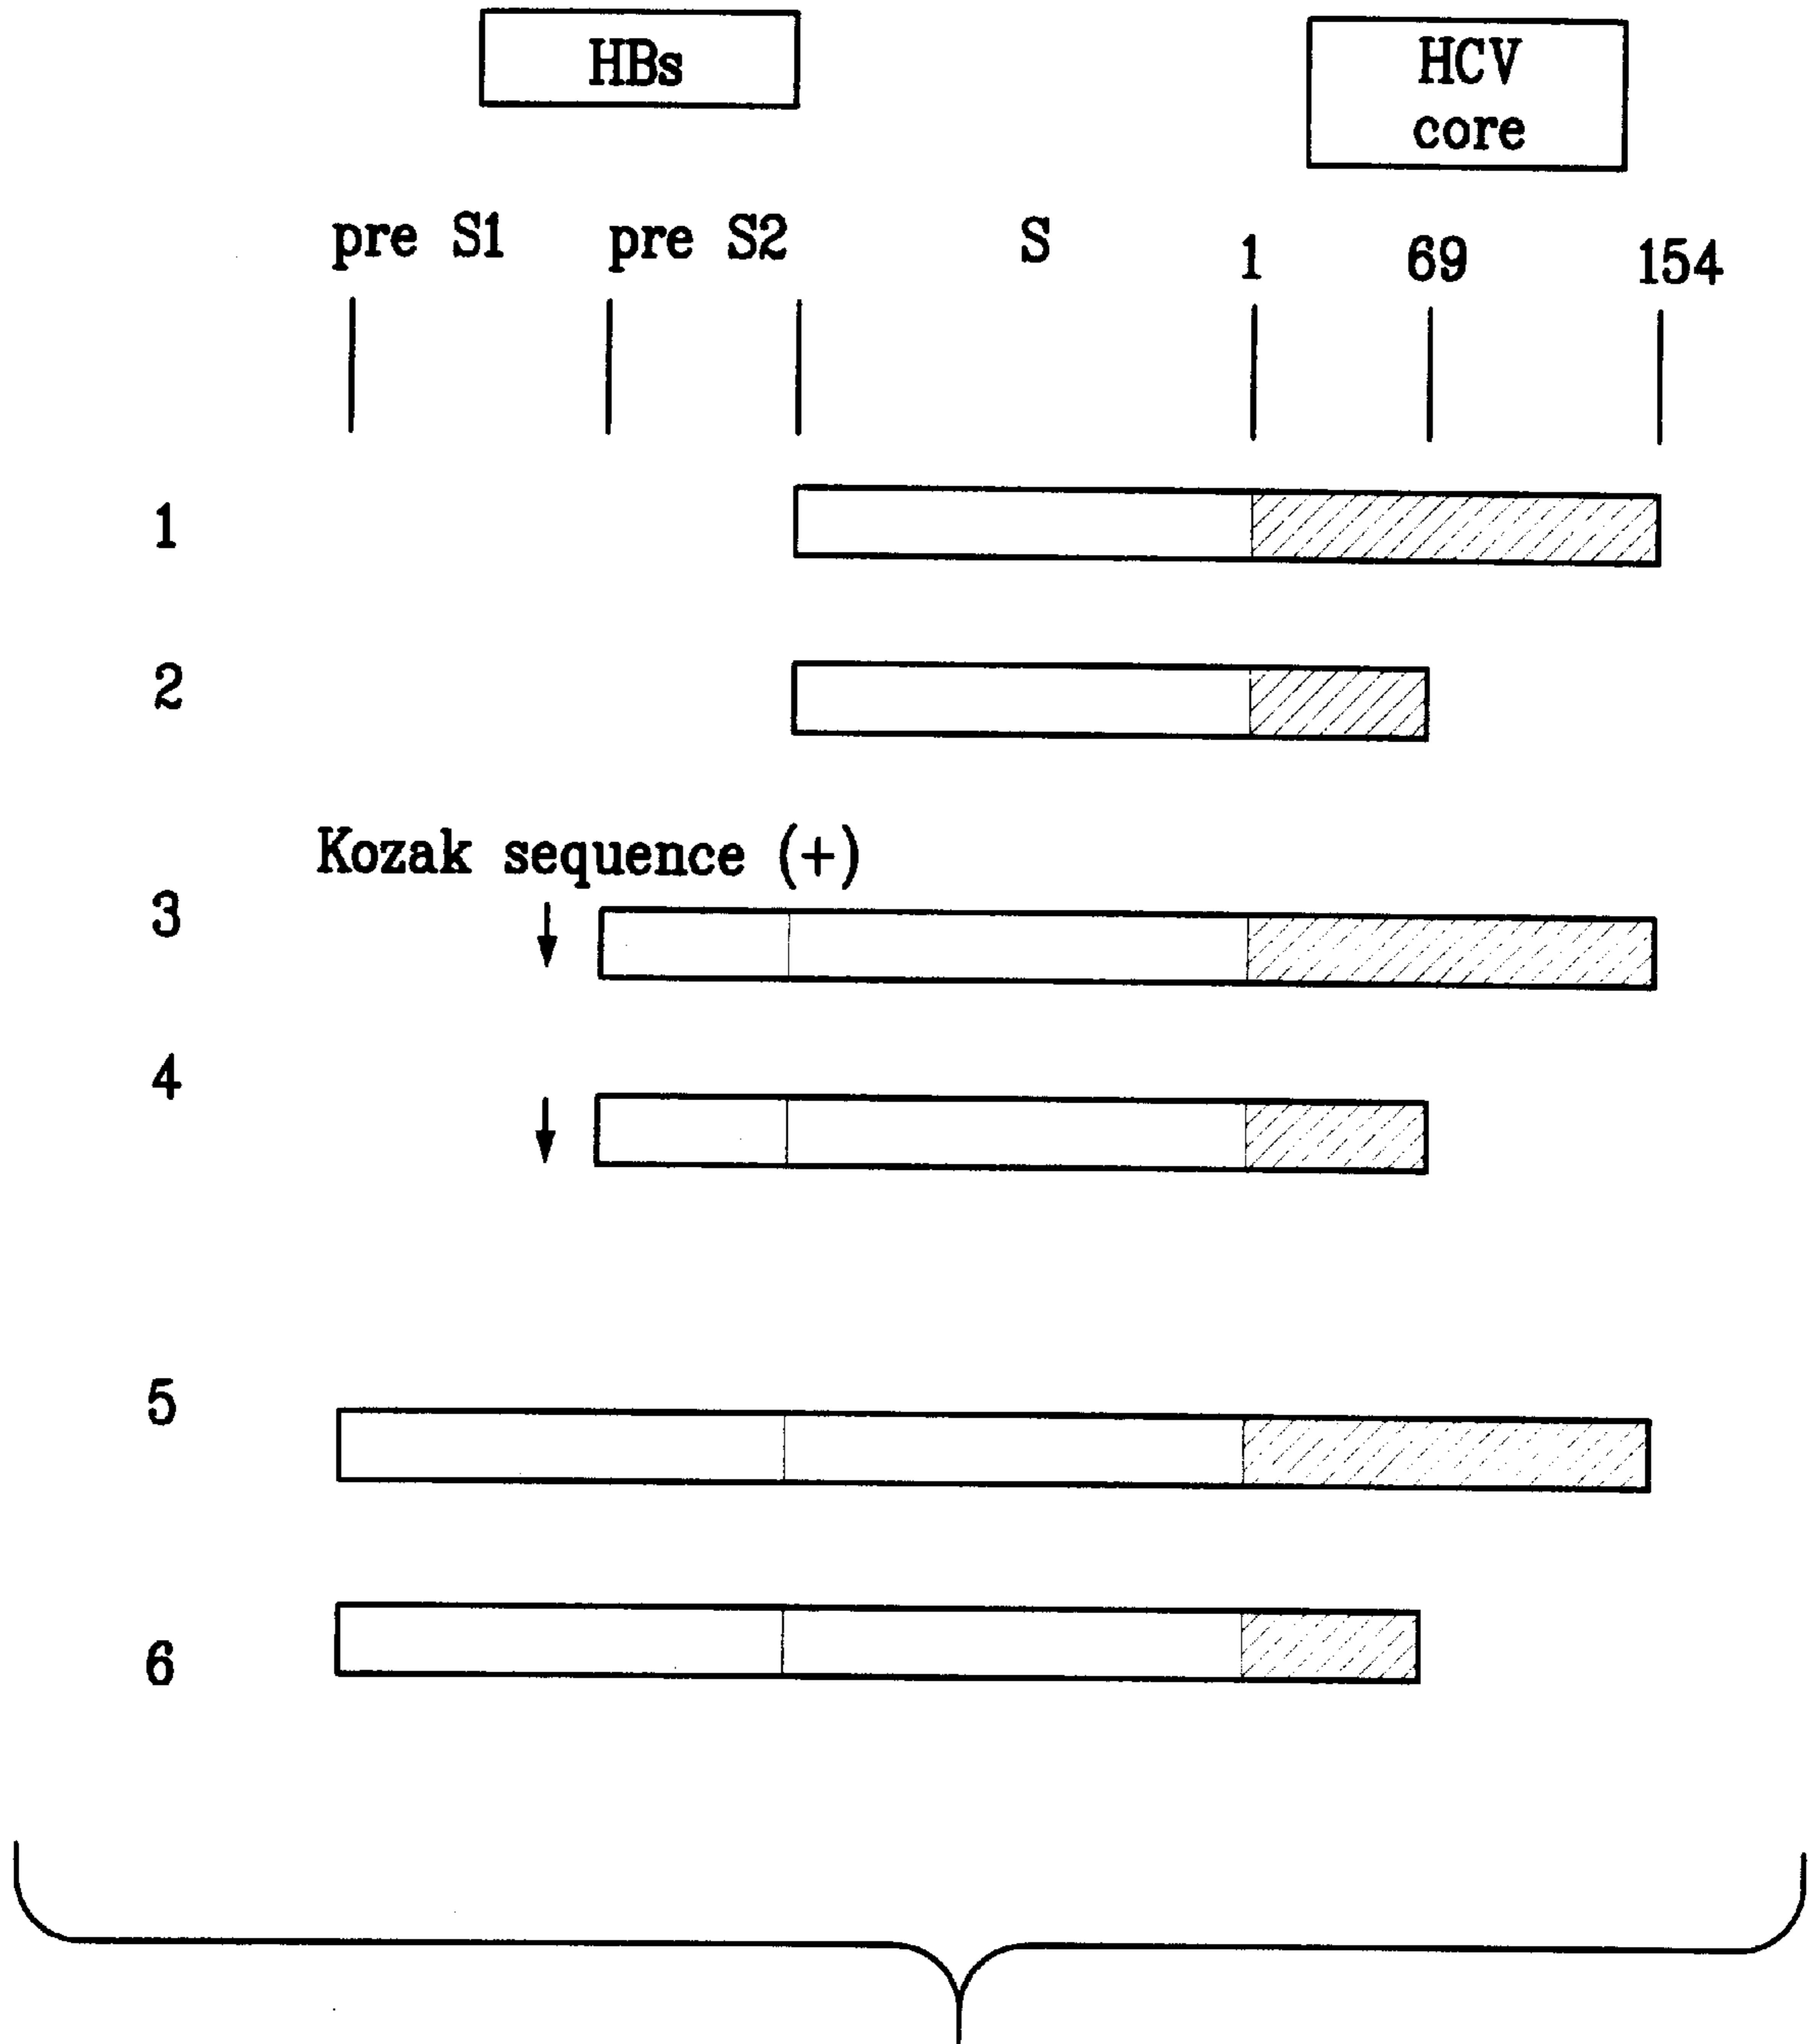 HBs
HCV
core
pre S1 pre S2 S 1 69 154
1
2
Kozak sequence (+)
3
4
5
6